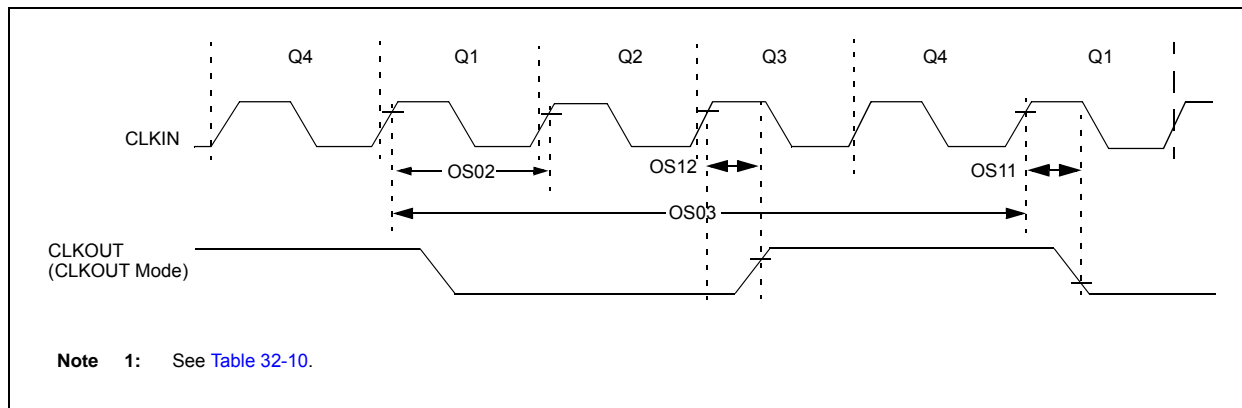 Q4 Q1 Q2 Q3 Q4 Q1
CLKIN
OS02
OS12
OS11
OS03
CLKOUT
(CLKOUT Mode)
Note 1: See Table 32-10.